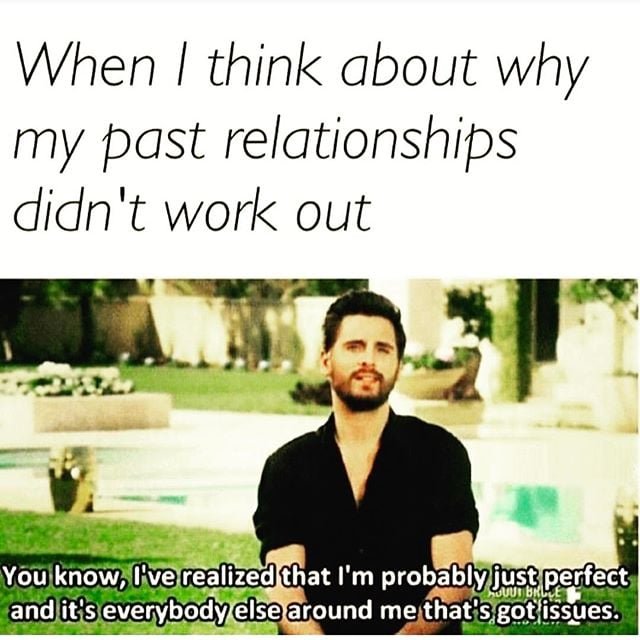 When I think about why
my past relationships
didn't work out
You know, I've realized that I'm probably just perfect
and it's everybody else around me that's got issues.